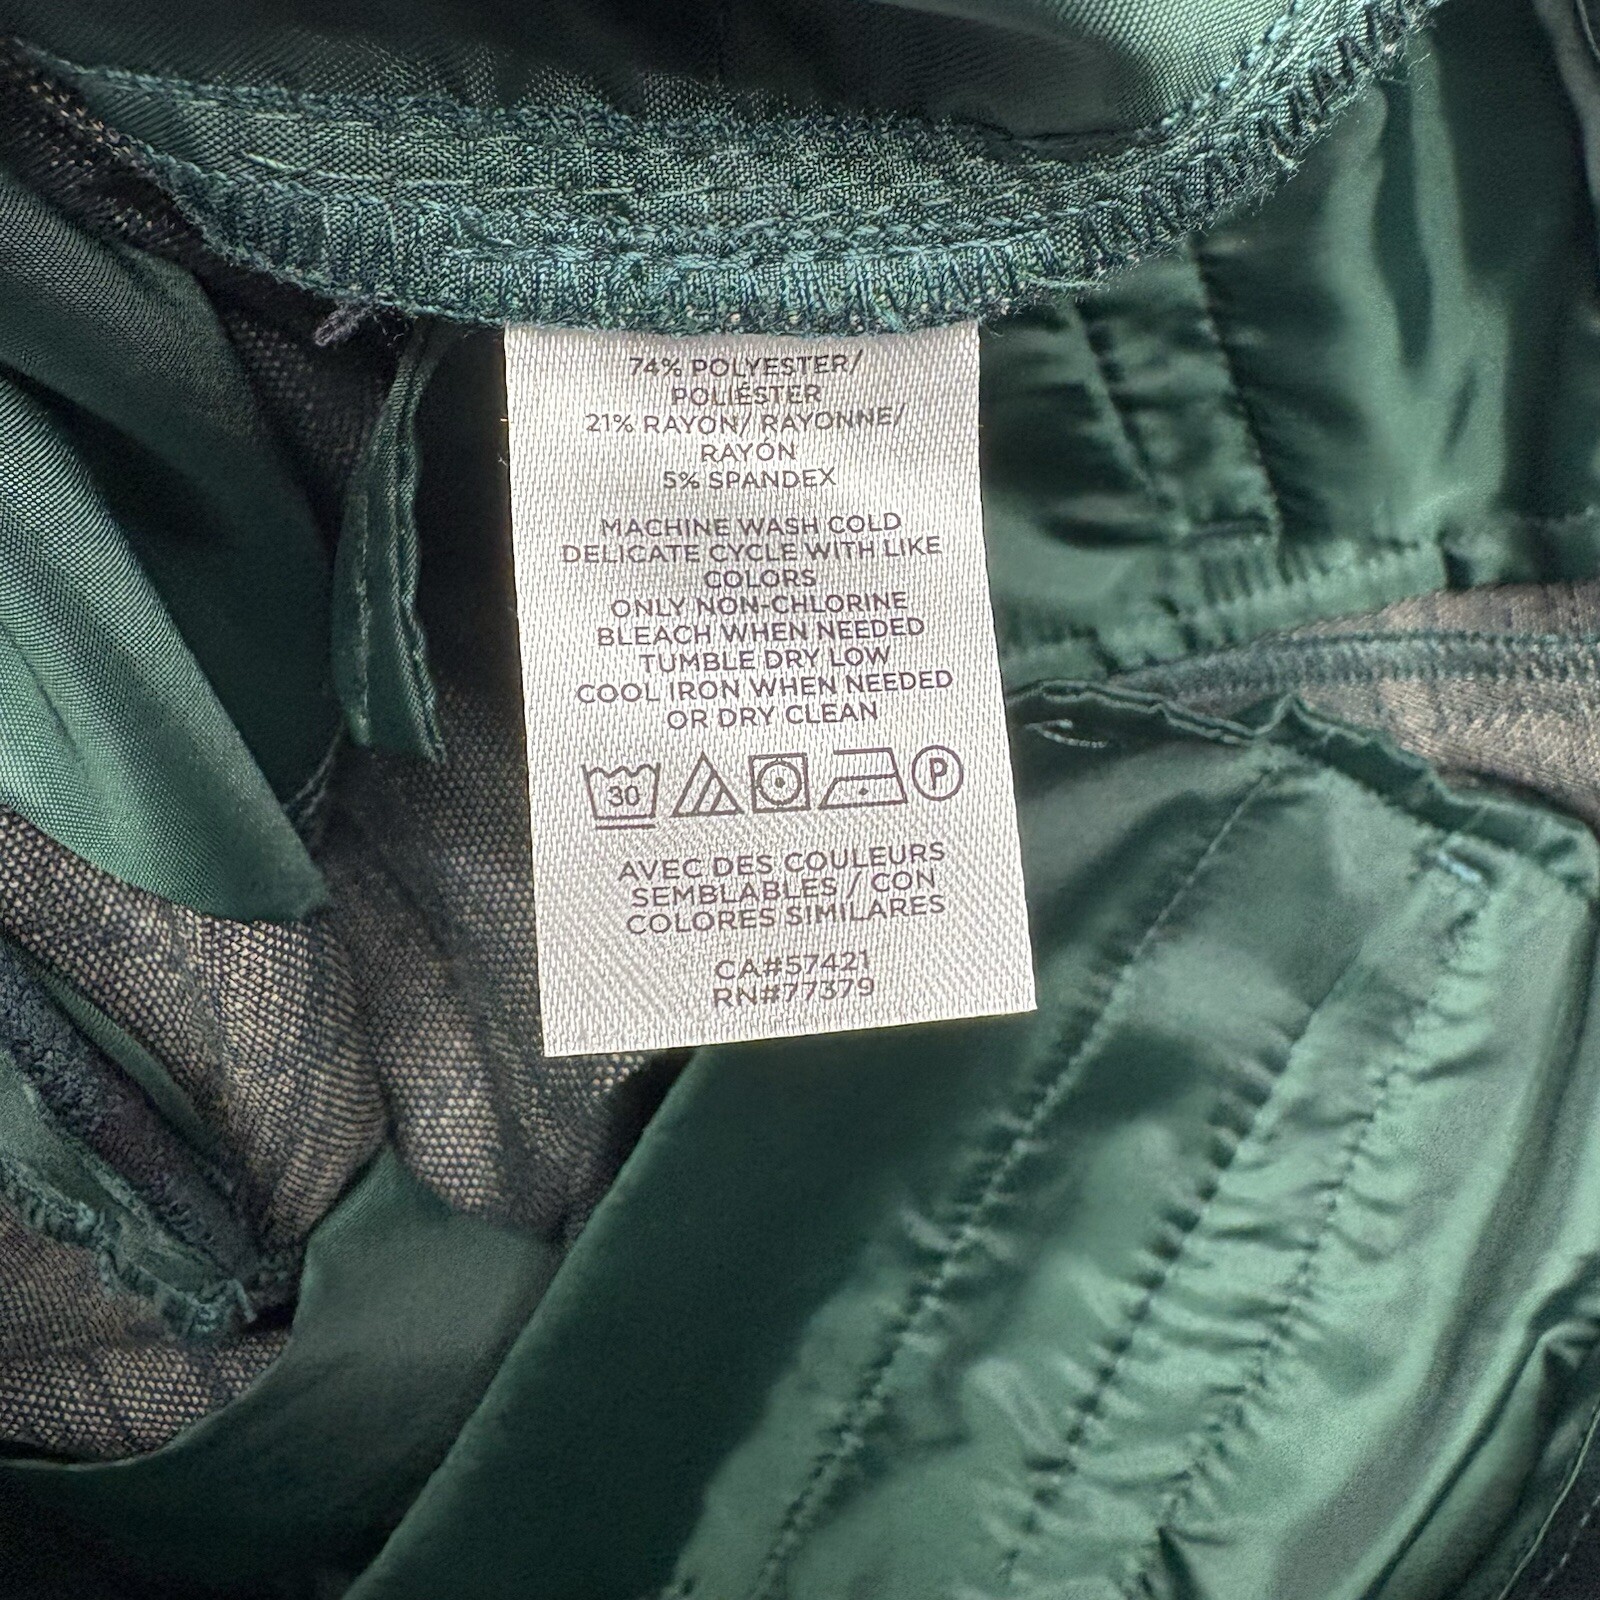 74% POLYESTER/
POLIÉSTER
21% RAYON/ RAYONNE/
RAYÓN
5% SPANDEX
MACHINE WASH COLD
DELICATE CYCLE WITH LIKE
COLORS
ONLY NON-CHLORINE
BLEACH WHEN NEEDED
TUMBLE DRY LOW
COOL IRON WHEN NEEDED
OR DRY CLEAN
30 P
AVEC DES COULEURS
SEMBLABLES / CON
COLORES SIMILARES
CA#57421
RN#77379